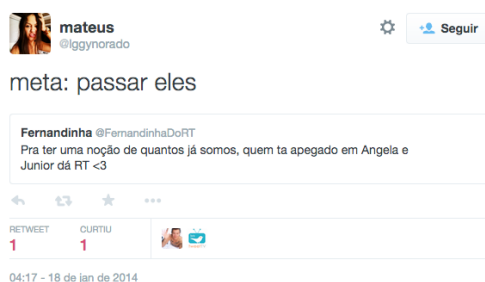 mateus
@Iggynorado
Seguir
meta: passar eles
Fernandinha @FernandinhaDoRT
Pra ter uma noção de quantos já somos, quem ta apegado em Angela e
Junior dá RT <3
RETWEET
CURTIU
1
1
04:17 - 18 de jan de 2014